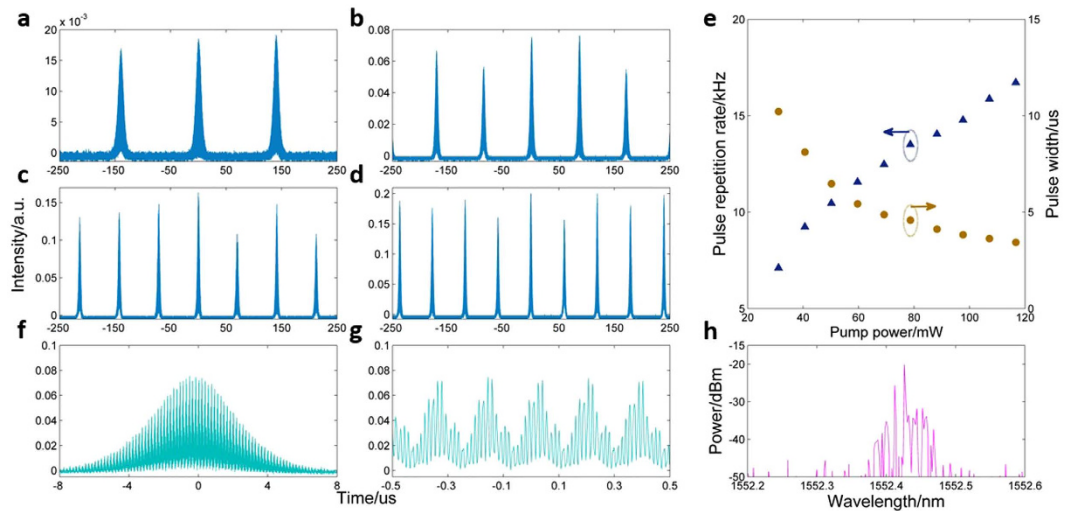 a
20 x 10⁻³
15
10
5
0
-250 -150 -50 0 50 150 250
b
0.08
0.06
0.04
0.02
0
-250 -150 -50 0 50 150 250
c
0.15
0.1
0.05
0
-250 -150 -50 0 50 150 250
d
0.2
0.15
0.1
0.05
0
-250 -150 -50 0 50 150 250
Intensity/a.u.
e
20
15
10
5
Pulse repetition rate/kHz
15
10
5
0
Pulse width/us
20 40 60 80 100 120
Pump power/mW
f
0.1
0.08
0.06
0.04
0.02
0
-8 -4 0 4 8
g
0.1
0.08
0.06
0.04
0.02
0
-0.5 -0.3 -0.1 0.1 0.3 0.5
Time/us
h
-15
-20
-30
-40
-50
Power/dBm
1552.2 1552.3 1552.4 1552.5 1552.6
Wavelength/nm